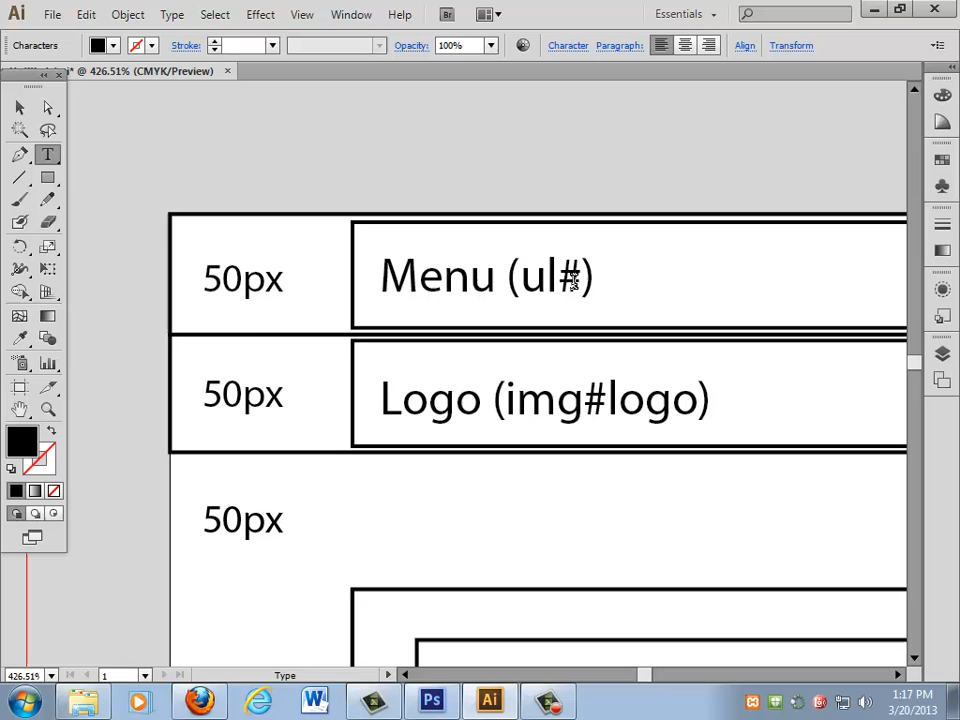 Ai File Edit Object Type Select Effect View Window Help Br Essentials
Characters Stroke: Opacity: 100% Character Paragraph: Align Transform
@ 426.51% (CMYK/Preview)
T
50px Menu (ul#)
50px Logo (img#logo)
50px
426.51% 1 Type
W Ps Ai 1:17 PM
3/20/2013